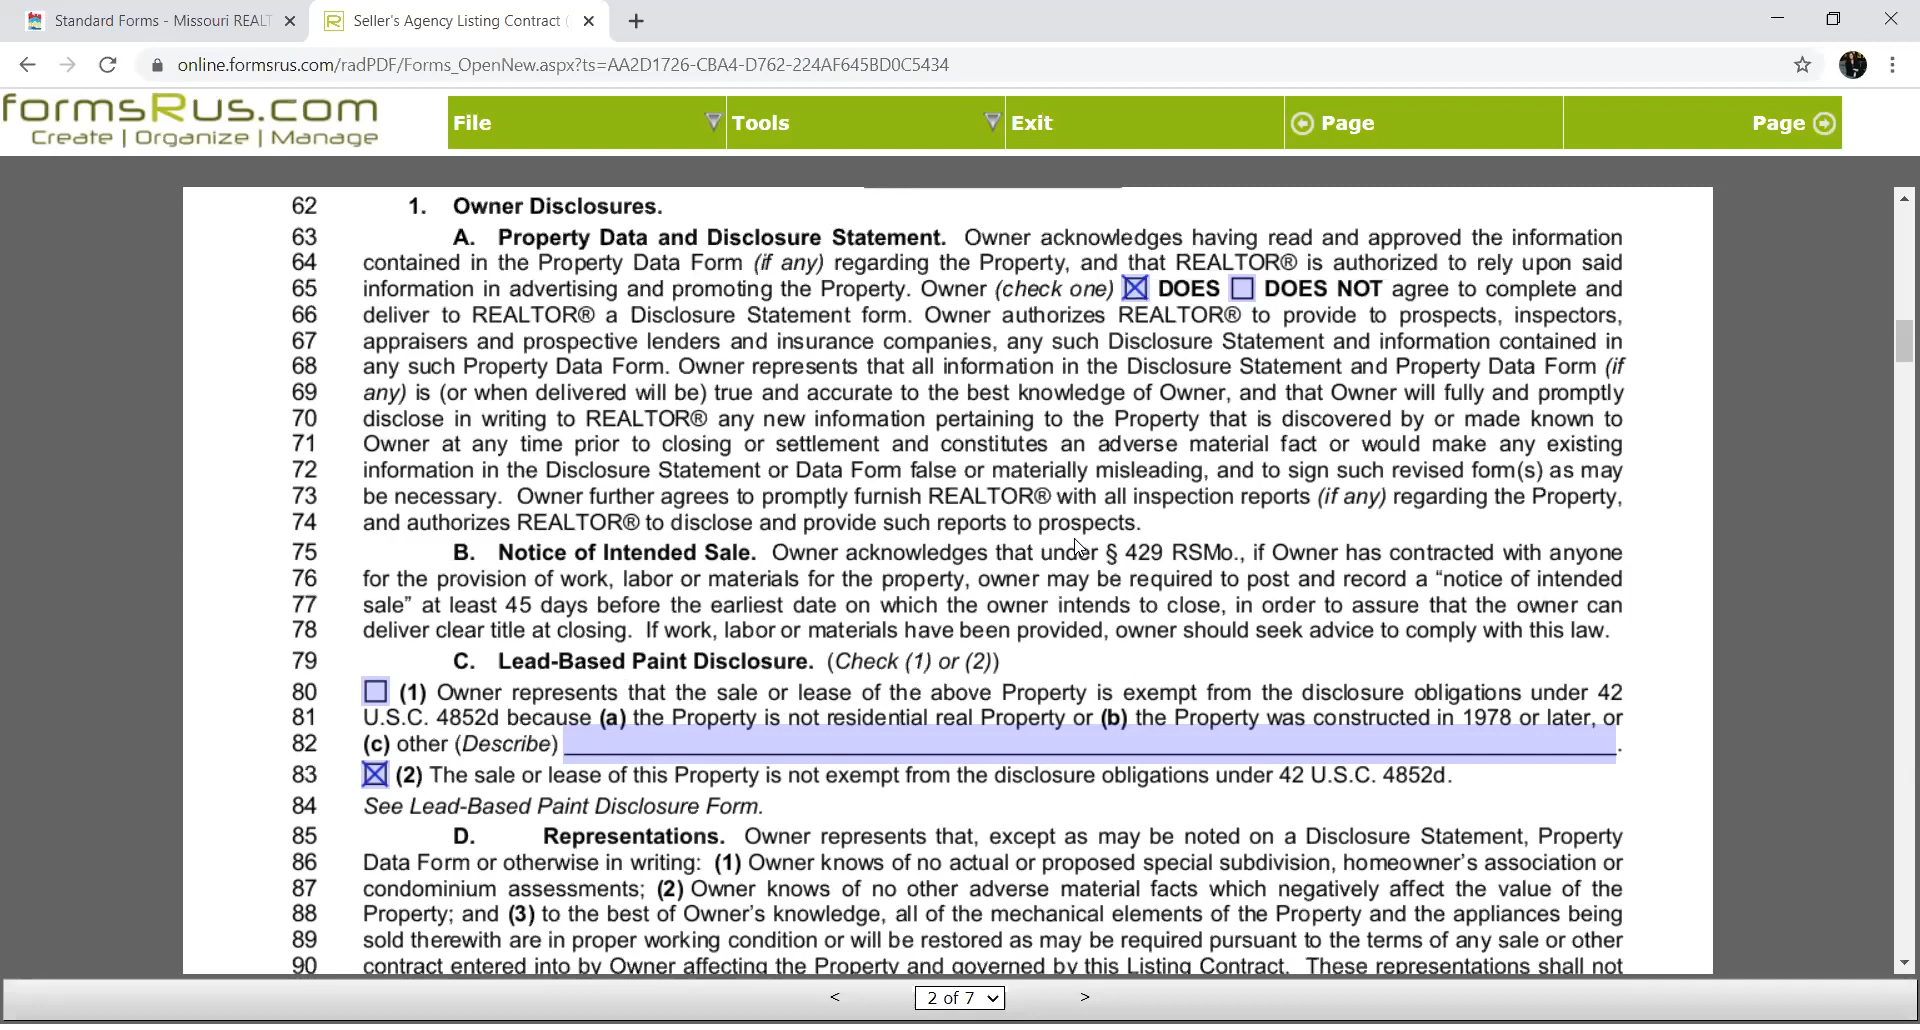 Standard Forms - Missouri REALT
Seller's Agency Listing Contract (
online.formsrus.com/radPDF/Forms_OpenNew.aspx?ts=AA2D1726-CBA4-D762-224AF645BD0C5434
formsRus.com
Create | Organize | Manage
File
Tools
Exit
Page
Page
62 1. Owner Disclosures.
63 A. Property Data and Disclosure Statement. Owner acknowledges having read and approved the information
64 contained in the Property Data Form (if any) regarding the Property, and that REALTOR® is authorized to rely upon said
65 information in advertising and promoting the Property. Owner (check one) ☒ DOES ☐ DOES NOT agree to complete and
66 deliver to REALTOR® a Disclosure Statement form. Owner authorizes REALTOR® to provide to prospects, inspectors,
67 appraisers and prospective lenders and insurance companies, any such Disclosure Statement and information contained in
68 any such Property Data Form. Owner represents that all information in the Disclosure Statement and Property Data Form (if
69 any) is (or when delivered will be) true and accurate to the best knowledge of Owner, and that Owner will fully and promptly
70 disclose in writing to REALTOR® any new information pertaining to the Property that is discovered by or made known to
71 Owner at any time prior to closing or settlement and constitutes an adverse material fact or would make any existing
72 information in the Disclosure Statement or Data Form false or materially misleading, and to sign such revised form(s) as may
73 be necessary. Owner further agrees to promptly furnish REALTOR® with all inspection reports (if any) regarding the Property,
74 and authorizes REALTOR® to disclose and provide such reports to prospects.
75 B. Notice of Intended Sale. Owner acknowledges that under § 429 RSMo., if Owner has contracted with anyone
76 for the provision of work, labor or materials for the property, owner may be required to post and record a “notice of intended
77 sale” at least 45 days before the earliest date on which the owner intends to close, in order to assure that the owner can
78 deliver clear title at closing. If work, labor or materials have been provided, owner should seek advice to comply with this law.
79 C. Lead-Based Paint Disclosure. (Check (1) or (2))
80 ☐ (1) Owner represents that the sale or lease of the above Property is exempt from the disclosure obligations under 42
81 U.S.C. 4852d because (a) the Property is not residential real Property or (b) the Property was constructed in 1978 or later, or
82 (c) other (Describe) ____________________.
83 ☒ (2) The sale or lease of this Property is not exempt from the disclosure obligations under 42 U.S.C. 4852d.
84 See Lead-Based Paint Disclosure Form.
85 D. Representations. Owner represents that, except as may be noted on a Disclosure Statement, Property
86 Data Form or otherwise in writing: (1) Owner knows of no actual or proposed special subdivision, homeowner’s association or
87 condominium assessments; (2) Owner knows of no other adverse material facts which negatively affect the value of the
88 Property; and (3) to the best of Owner’s knowledge, all of the mechanical elements of the Property and the appliances being
89 sold therewith are in proper working condition or will be restored as may be required pursuant to the terms of any sale or other
90 contract entered into by Owner affecting the Property and governed by this Listing Contract. These representations shall not
< 2 of 7 >